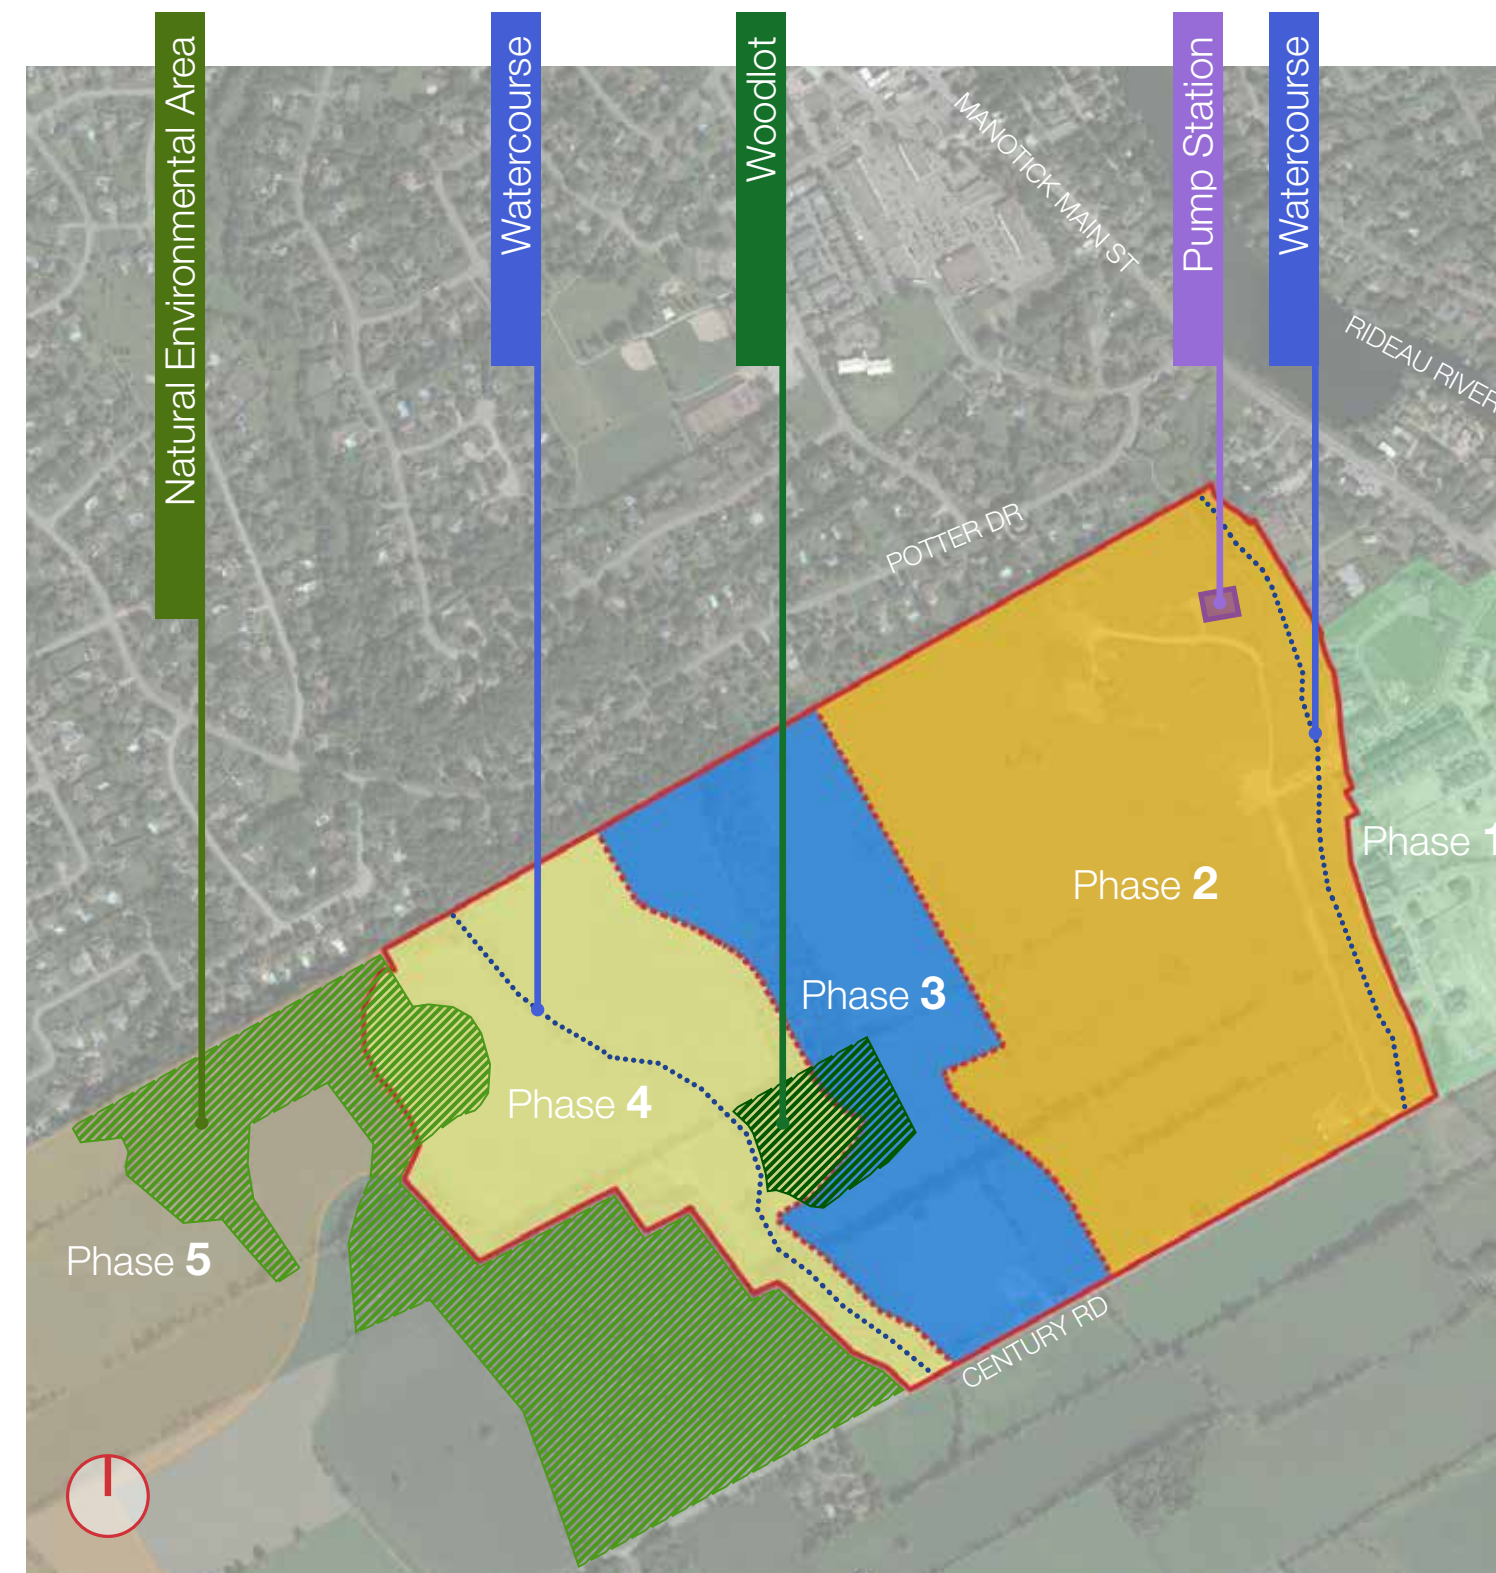 Natural Environmental Area
Watercourse
Woodlot
Pump Station
Watercourse
MANOTICK MAIN ST
RIDEAU RIVER
POTTER DR
Phase 1
Phase 2
Phase 3
Phase 4
Phase 5
CENTURY RD